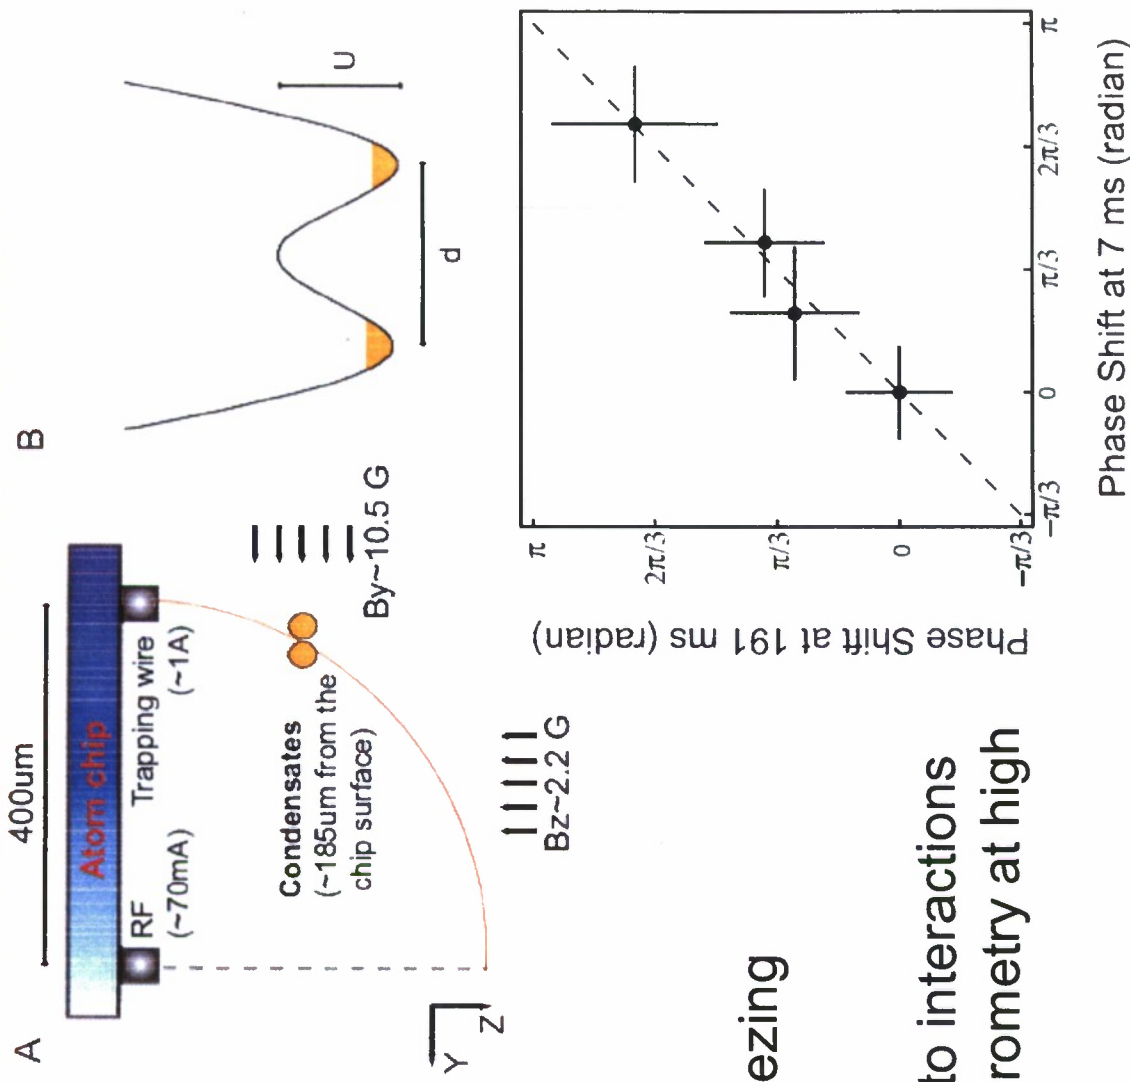 A
400um
Atom chip
RF
(~70mA)
Trapping wire
(~1A)
Condensates
(~185um from the
chip surface)
By~10.5 G
Bz~2.2 G
Y
Z
B
U
d
Phase Shift at 191 ms (radian)
π
2π/3
π/3
0
−π/3
−π/3
0
π/3
2π/3
π
Phase Shift at 7 ms (radian)
ezing
to interactions
rometry at high